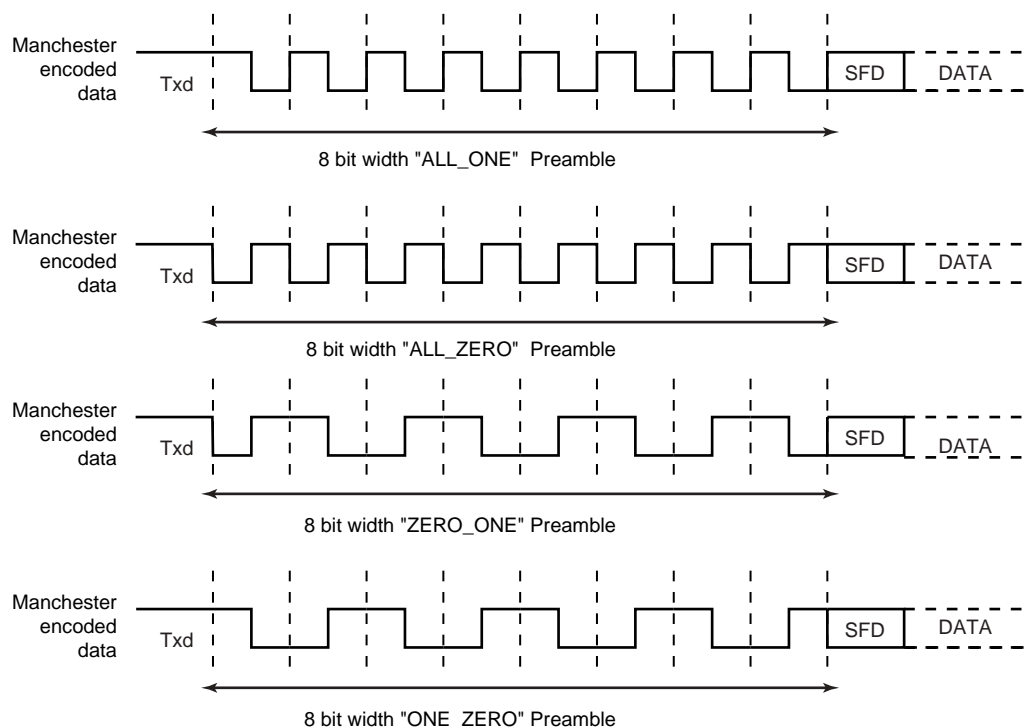 Manchester
encoded
data
Txd
SFD
DATA
8 bit width "ALL_ONE" Preamble
Manchester
encoded
data
Txd
SFD
DATA
8 bit width "ALL_ZERO" Preamble
Manchester
encoded
data
Txd
SFD
DATA
8 bit width "ZERO_ONE" Preamble
Manchester
encoded
data
Txd
SFD
DATA
8 bit width "ONE_ZERO" Preamble